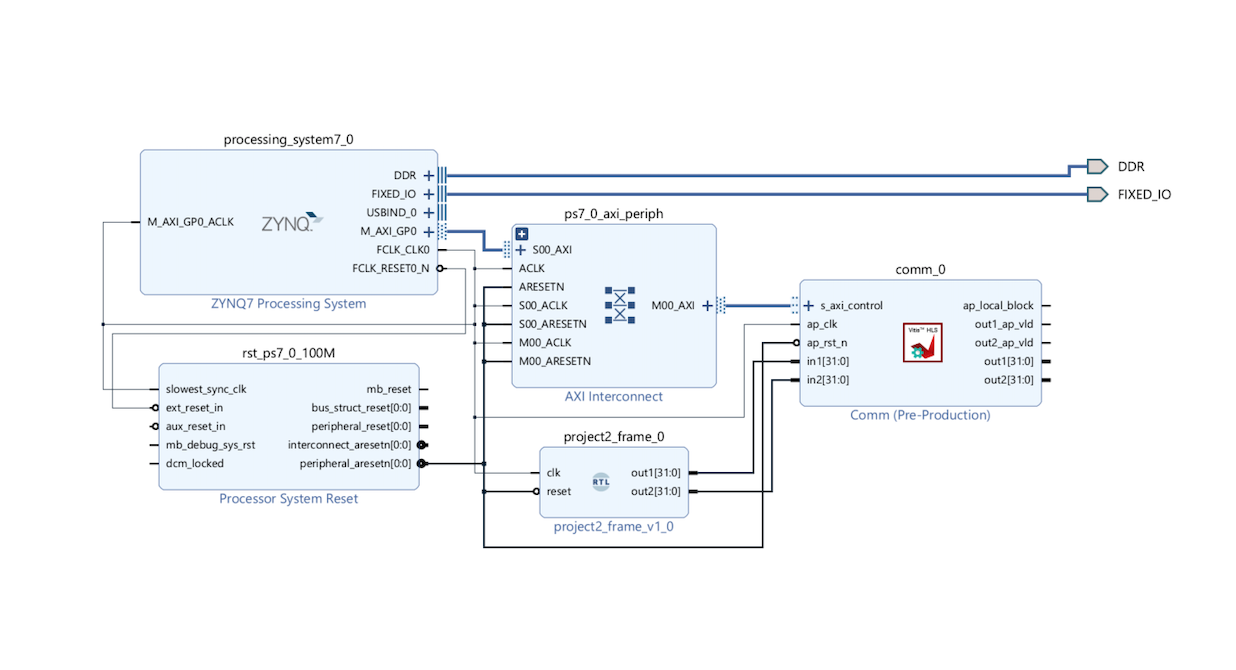 processing_system7_0
DDR
FIXED_IO
USBIND_0
M_AXI_GP0
FCLK_CLK0
FCLK_RESET0_N
M_AXI_GP0_ACLK
ZYNQ
ZYNQ7 Processing System
DDR
FIXED_IO
ps7_0_axi_periph
S00_AXI
ACLK
ARESETN
S00_ACLK
S00_ARESETN
M00_ACLK
M00_ARESETN
M00_AXI
AXI Interconnect
comm_0
s_axi_control
ap_clk
ap_rst_n
in1[31:0]
in2[31:0]
Vitis™ HLS
ap_local_block
out1_ap_vld
out2_ap_vld
out1[31:0]
out2[31:0]
Comm (Pre-Production)
rst_ps7_0_100M
slowest_sync_clk
ext_reset_in
aux_reset_in
mb_debug_sys_rst
dcm_locked
mb_reset
bus_struct_reset[0:0]
peripheral_reset[0:0]
interconnect_aresetn[0:0]
peripheral_aresetn[0:0]
Processor System Reset
project2_frame_0
clk
reset
RTL
out1[31:0]
out2[31:0]
project2_frame_v1_0